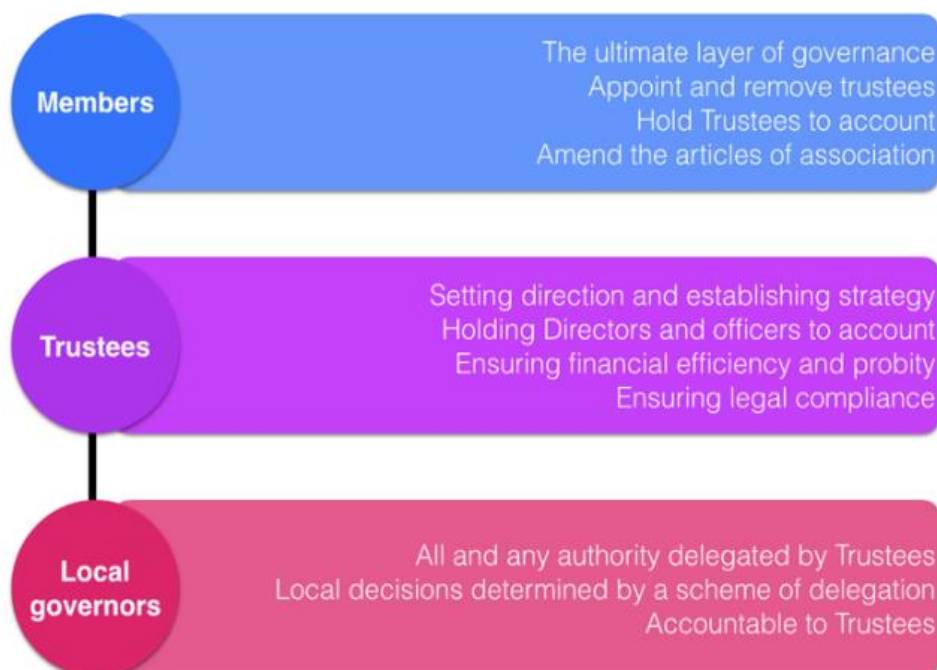 Members
The ultimate layer of governance
Appoint and remove trustees
Hold Trustees to account
Amend the articles of association
Trustees
Setting direction and establishing strategy
Holding Directors and officers to account
Ensuring financial efficiency and probity
Ensuring legal compliance
Local
governors
All and any authority delegated by Trustees
Local decisions determined by a scheme of delegation
Accountable to Trustees